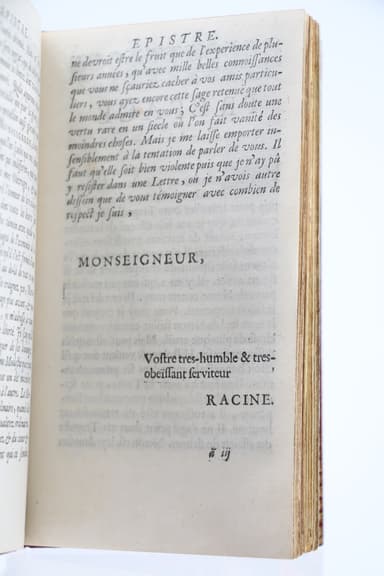 EPISTRE.
ne devroit estre le fruit que de l'experience de plu-
sieurs années, qu'avec mille belles connoissances
que vous ne sçauriez cacher à vos amis particu-
liers, vous ayez encore cette sage retenuë que tout
le monde admire en vous; C'est sans doute une
vertu rare en un siecle où l'on fait vanité des
moindres choses. Mais je me laisse emporter in-
sensiblement à la tentation de parler de vous. Il
faut qu'elle soit bien violente puis que je n'ay pû
y resister dans une Lettre, où je n'avois autre
dessein que de vous témoigner avec combien de
respect je suis,
MONSEIGNEUR,
Vostre tres-humble & tres-
obeïssant serviteur
RACINE.
ã iij